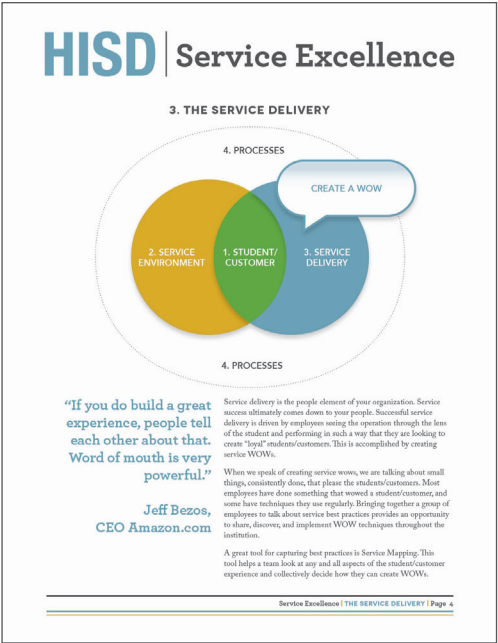 HISD | Service Excellence
3. THE SERVICE DELIVERY
4. PROCESSES
CREATE A WOW
2. SERVICE
ENVIRONMENT
1. STUDENT/
CUSTOMER
3. SERVICE
DELIVERY
4. PROCESSES
“If you do build a great
experience, people tell
each other about that.
Word of mouth is very
powerful.”
Jeff Bezos,
CEO Amazon.com
Service delivery is the people element of your organization. Service
success ultimately comes down to your people. Successful service
delivery is driven by employees seeing the operation through the lens
of the student and performing in such a way that they are looking to
create “loyal” students/customers. This is accomplished by creating
service WOWs.
When we speak of creating service wows, we are talking about small
things, consistently done, that please the students/customers. Most
employees have done something that wowed a student/customer, and
some have techniques they use regularly. Bringing together a group of
employees to talk about service best practices provides an opportunity
to share, discover, and implement WOW techniques throughout the
institution.
A great tool for capturing best practices is Service Mapping. This
tool helps a team look at any and all aspects of the student/customer
experience and collectively decide how they can create WOWs.
Service Excellence | THE SERVICE DELIVERY | Page 4